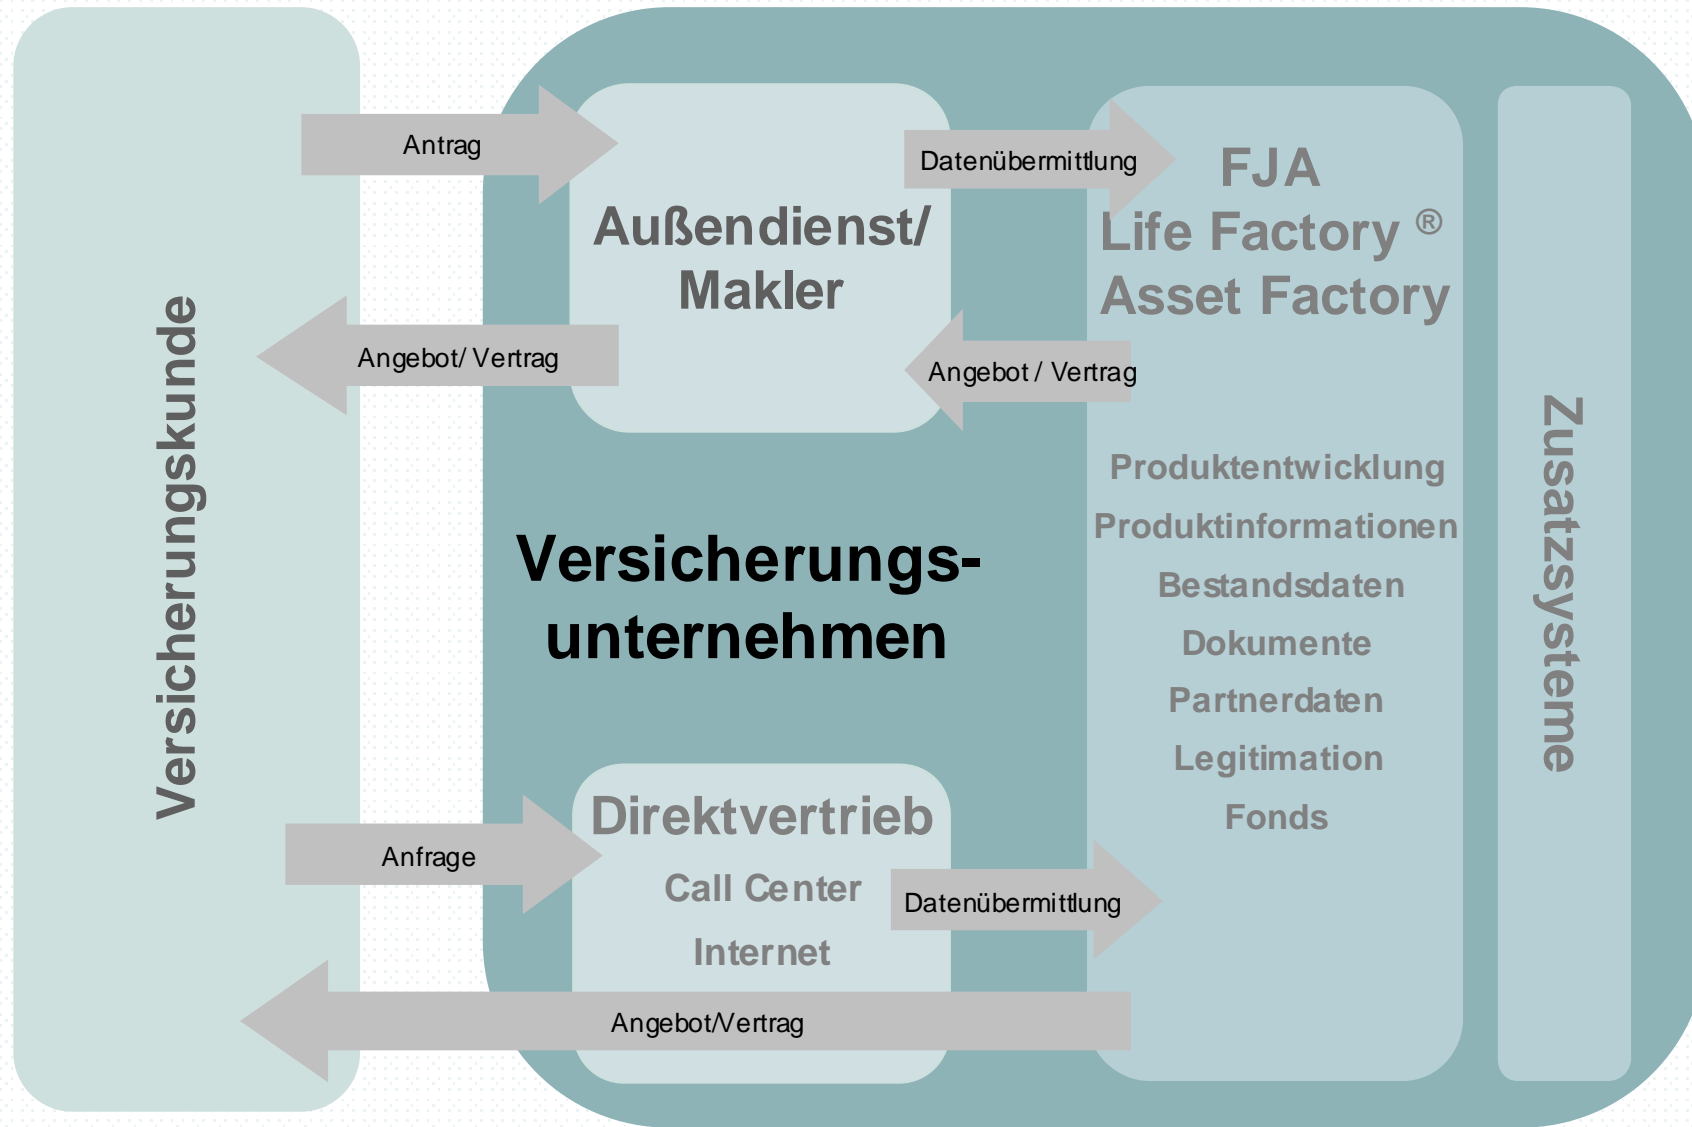 Versicherungskunde
Antrag
Angebot/ Vertrag
Anfrage
Angebot/Vertrag
Außendienst/
Makler
Datenübermittlung
Angebot / Vertrag
Versicherungs-
unternehmen
Direktvertrieb
Call Center
Internet
Datenübermittlung
FJA
Life Factory ®
Asset Factory
Produktentwicklung
Produktinformationen
Bestandsdaten
Dokumente
Partnerdaten
Legitimation
Fonds
Zusatzsysteme